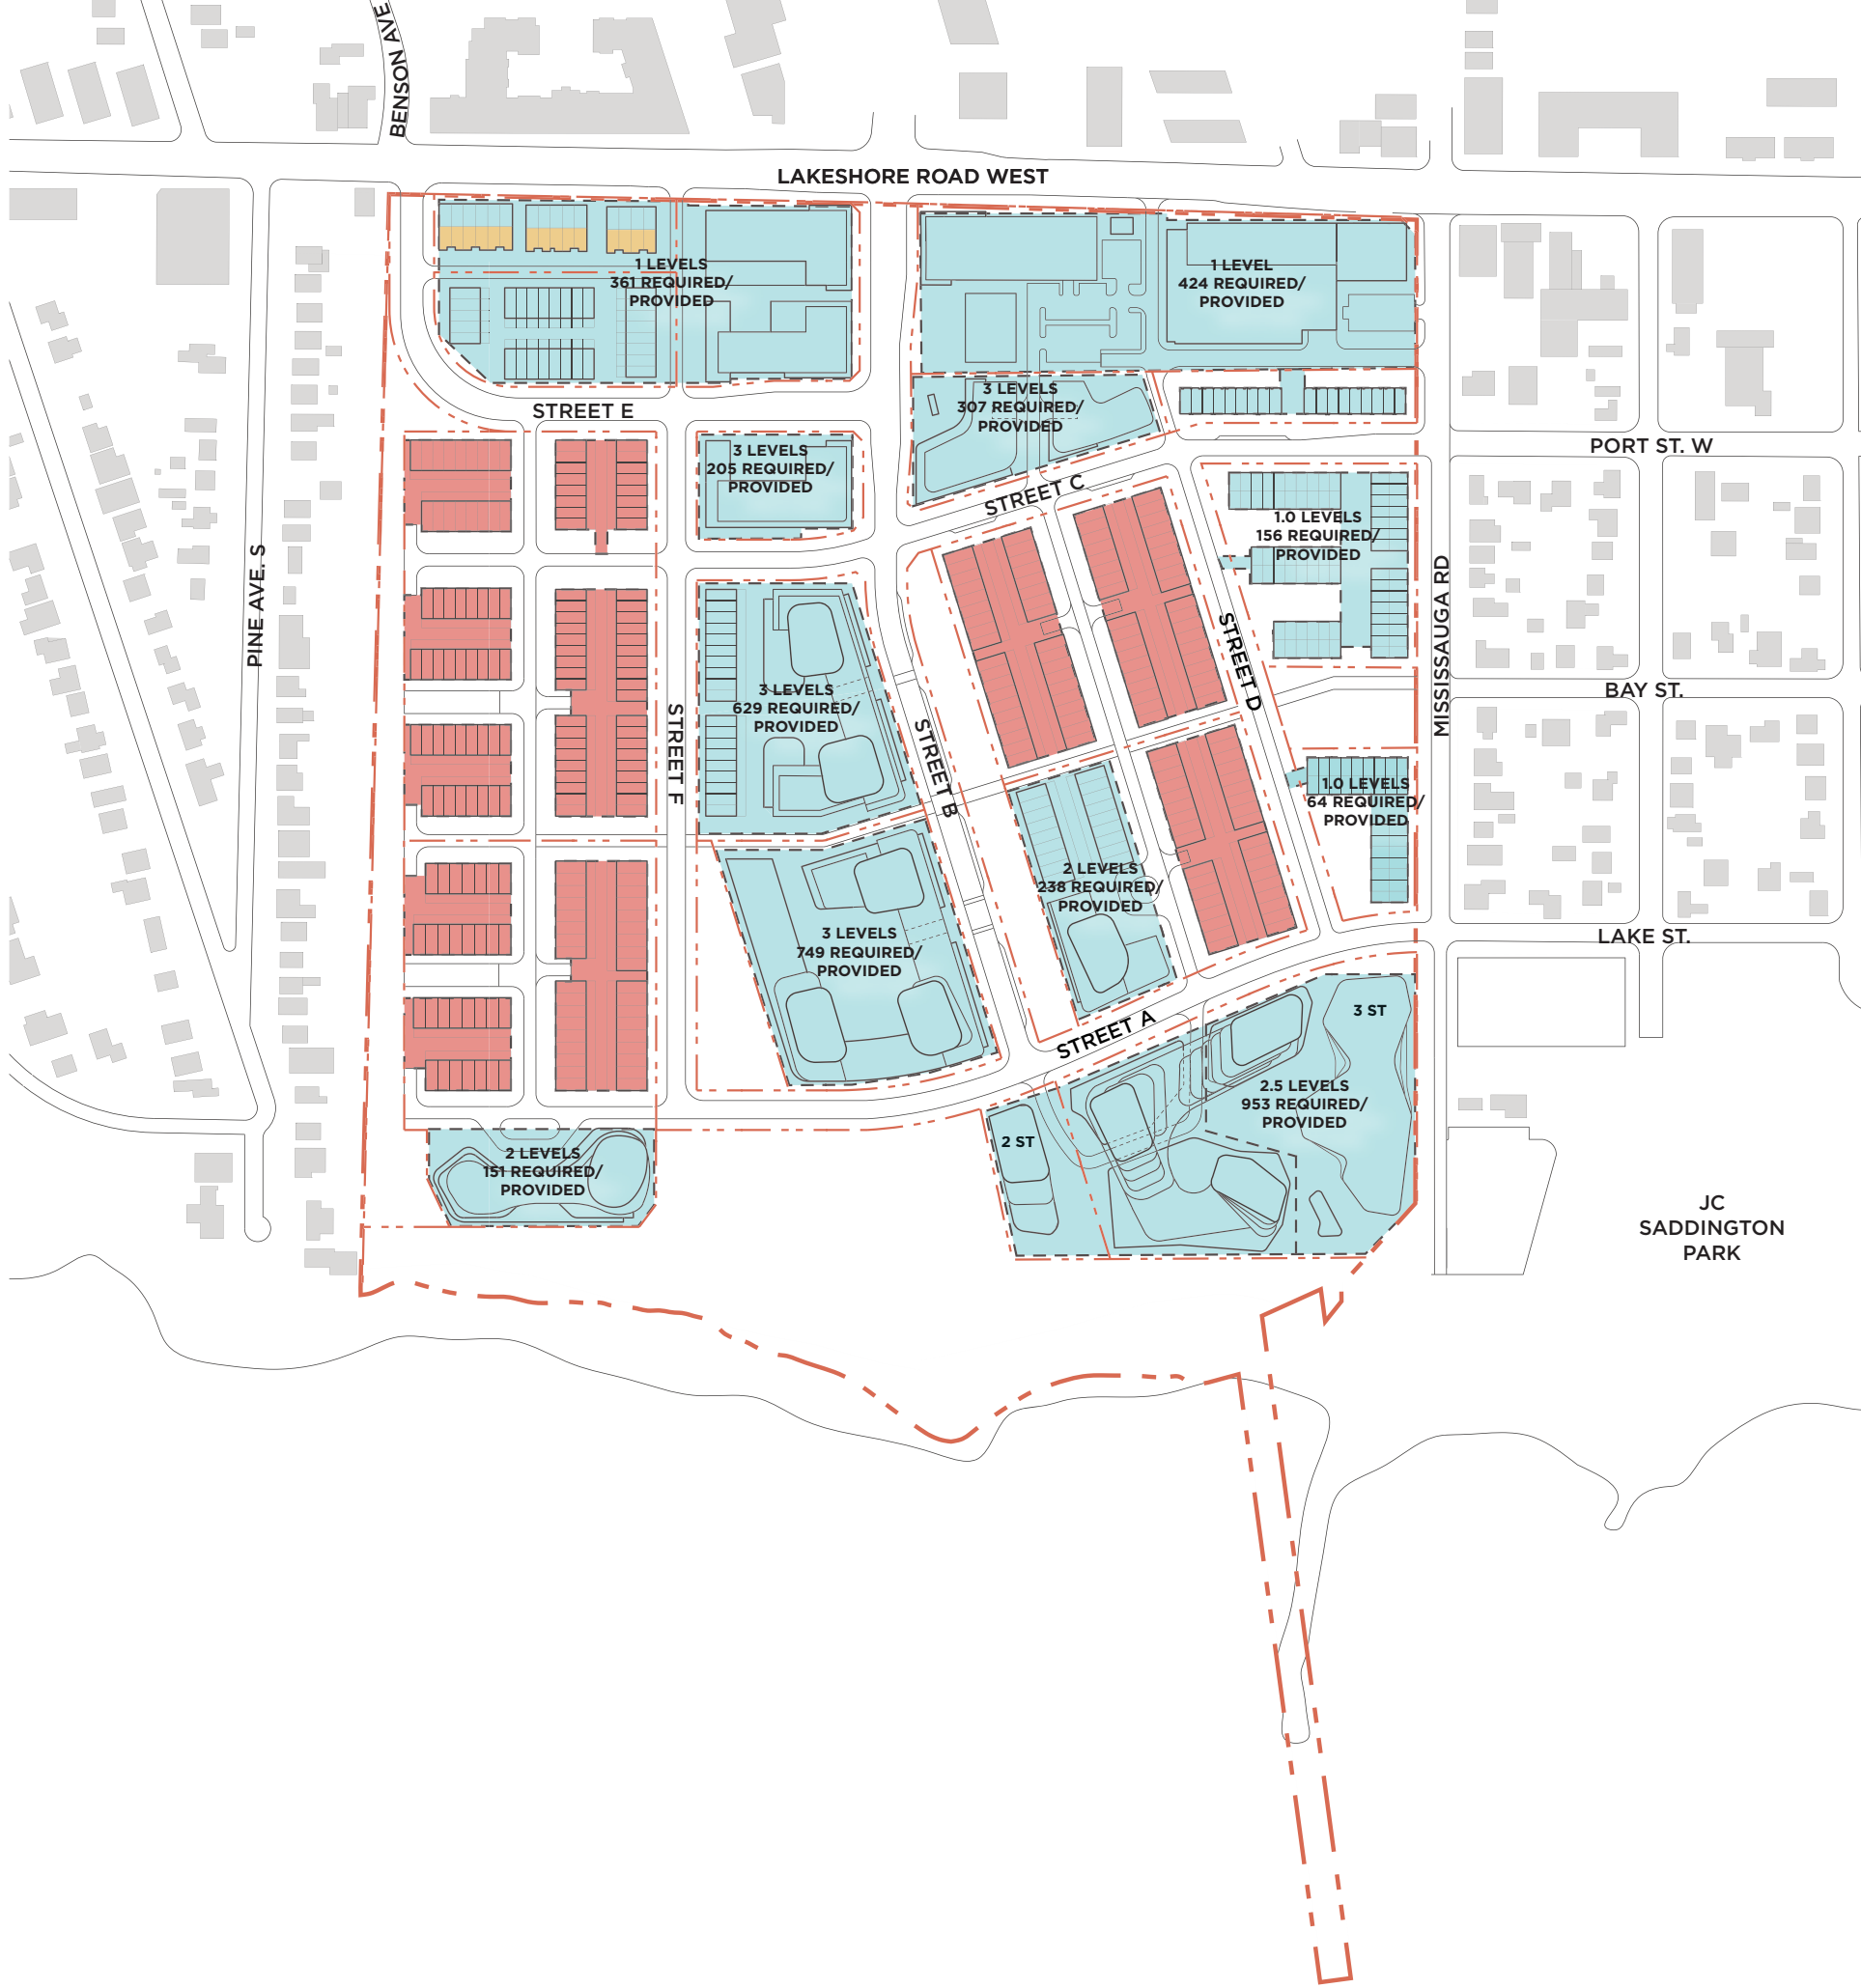 BENSON AVE
LAKESHORE ROAD WEST
1 LEVELS
361 REQUIRED/
PROVIDED
1 LEVEL
424 REQUIRED/
PROVIDED
3 LEVELS
307 REQUIRED/
PROVIDED
STREET E
PORT ST. W
3 LEVELS
205 REQUIRED/
PROVIDED
STREET C
1.0 LEVELS
156 REQUIRED/
PROVIDED
PINE AVE. S
MISSISSAUGA RD
STREET D
BAY ST.
3 LEVELS
629 REQUIRED/
PROVIDED
STREET F
STREET B
1.0 LEVELS
64 REQUIRED/
PROVIDED
2 LEVELS
238 REQUIRED/
PROVIDED
LAKE ST.
3 LEVELS
749 REQUIRED/
PROVIDED
3 ST
STREET A
2.5 LEVELS
953 REQUIRED/
PROVIDED
2 ST
2 LEVELS
151 REQUIRED/
PROVIDED
JC
SADDINGTON
PARK